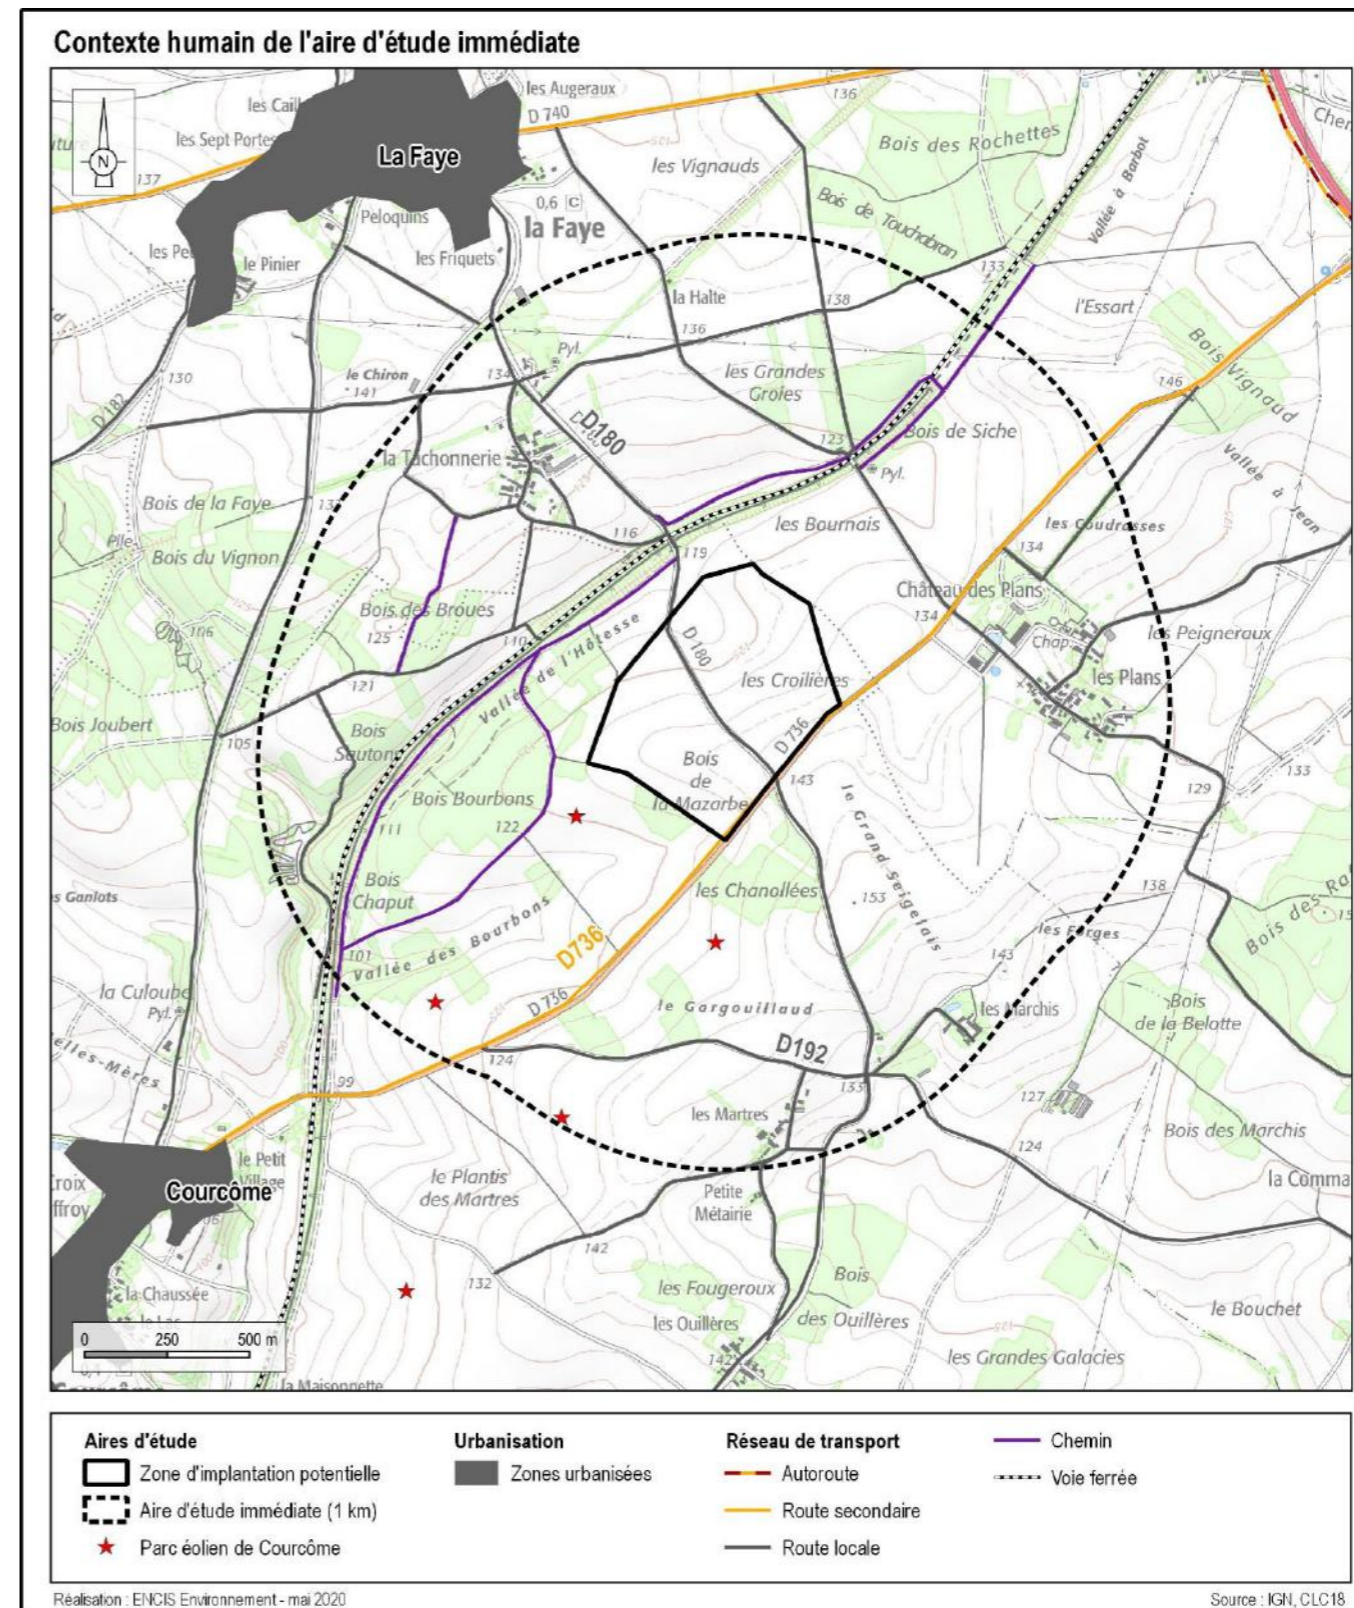 Contexte humain de l'aire d'étude immédiate
les Augeraux
D 740
136
les Sept Portes
La Faye
Bois des Rochettes
Vallée à Barbot
137
les Vignauds
Peloquins
0,6 C
la Faye
Bois de Touchabran
le Pinier
les Friquets
133
la Halte
138
l'Essart
136
Pyl.
le Chiron
134
141
130
les Grandes
Groies
146
Bois Vignaud
D 182
D180
123
Bois de Siche
la Tachonnerie
Pyl.
Vallée à Jean
Bois de la Faye
116
les Bournais
les Coudrasses
Pile
Bois du Vignon
119
134
Château des Plans
Bois des Broues
125
106
110
D 180
134
Chap.
les Peigneraux
Vallée de l'Hôtesse
les Croilières
les Plans
121
Bois Joubert
105
Bois
D 736
Bois
de
la Mazorbe
143
133
129
Bois Bourbons
122
111
le Grand Seigelais
Bois
Chaput
les Chanollées
153
138
les Forges
101
Vallée des Bourbons
D736
143
la Culoube
Pyl.
D 736
le Gorgouillaud
les Marchis
Bois
de la Belotte
124
D192
99
133
127
les Martres
Bois des Marchis
124
le Petit
Village
Courcôme
le Plantis
des Martres
Petite
Métairie
la Comma
142
132
les Fougeroux
Bois
des Ouillères
la Chaussée
le Lac
le Bouchet
les Ouillères
0 250 500 m
142
les Grandes Galacies
la Maisonnette
Aires d'étude
Zone d'implantation potentielle
Aire d'étude immédiate (1 km)
Parc éolien de Courcôme
Urbanisation
Zones urbanisées
Réseau de transport
Autoroute
Route secondaire
Route locale
Chemin
Voie ferrée
Réalisation : ENCIS Environnement - mai 2020
Source : IGN, CLC18